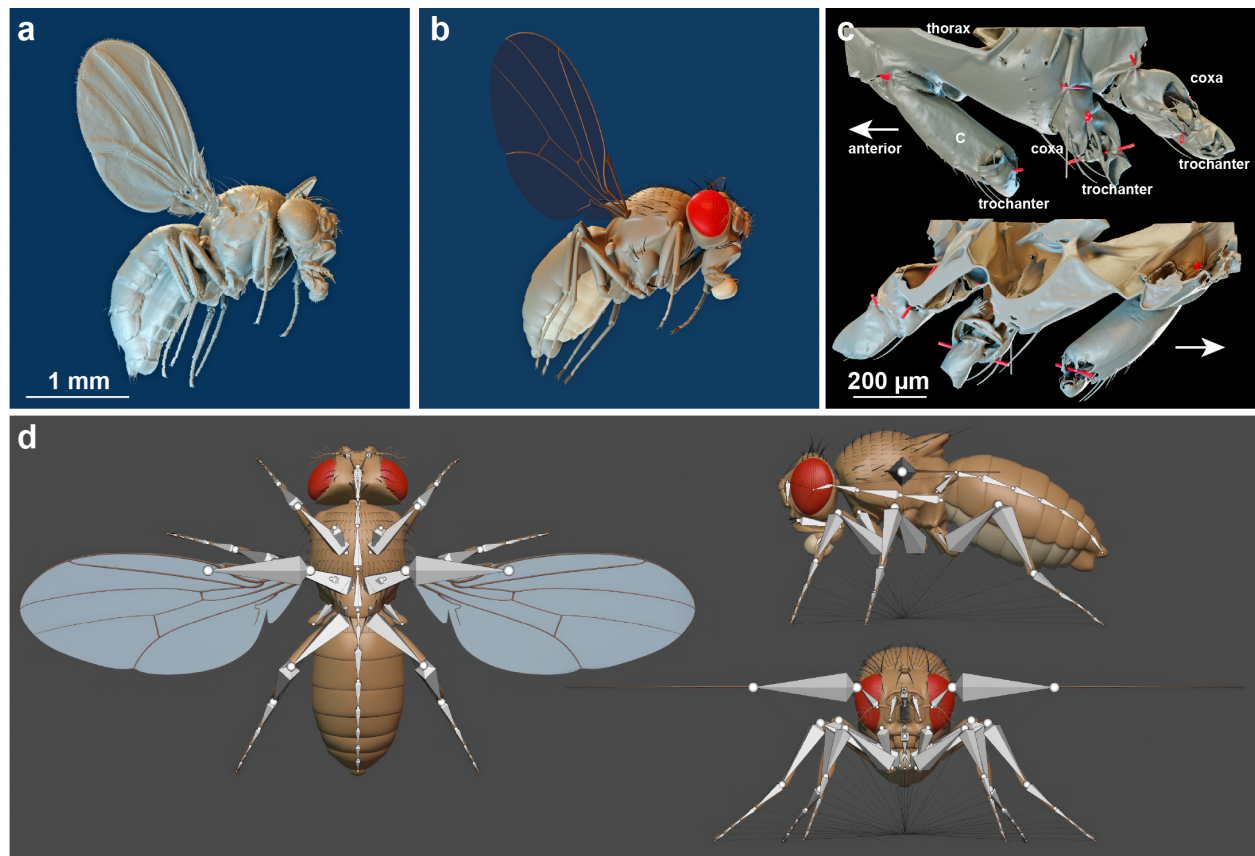 a
1 mm
b
c
thorax
coxa
anterior
C
coxa
trochanter
trochanter
trochanter
200 µm
d